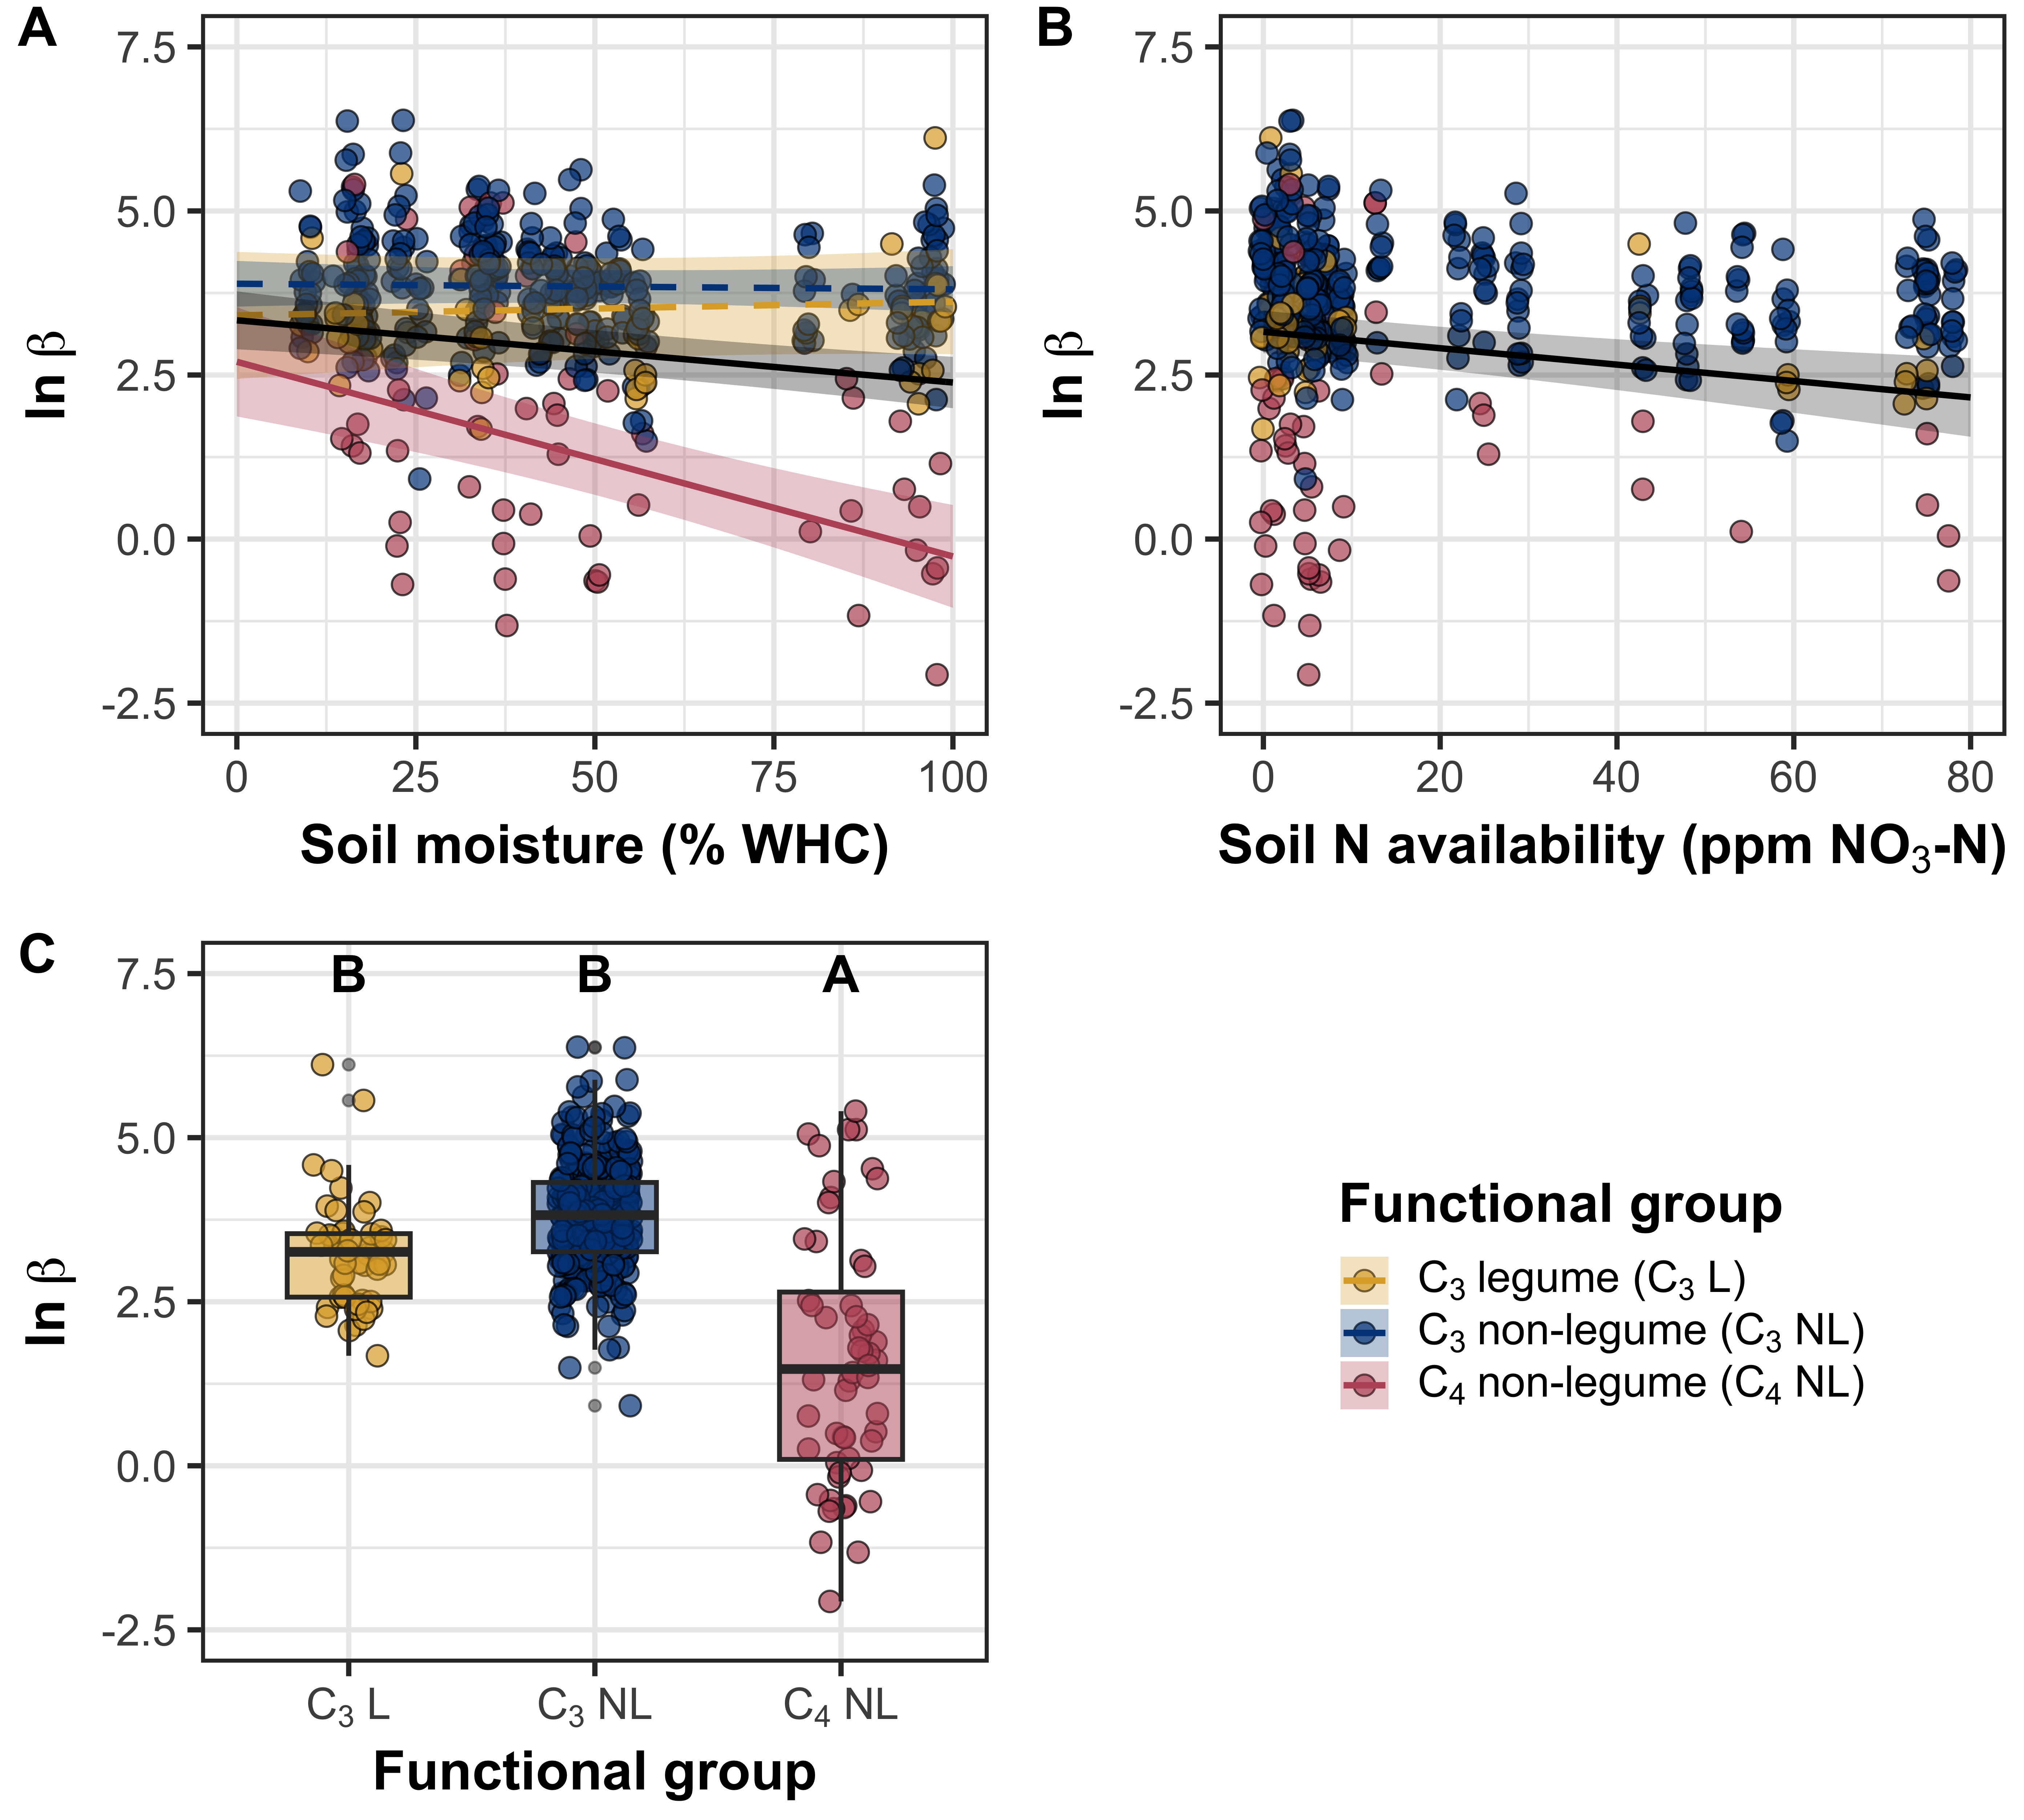 A
7.5
5.0
2.5
0.0
-2.5
ln β
0 25 50 75 100
Soil moisture (% WHC)
B
7.5
5.0
2.5
0.0
-2.5
ln β
0 20 40 60 80
Soil N availability (ppm NO₃-N)
C
B B A
7.5
5.0
2.5
0.0
-2.5
ln β
C₃ L C₃ NL C₄ NL
Functional group
Functional group
C₃ legume (C₃ L)
C₃ non-legume (C₃ NL)
C₄ non-legume (C₄ NL)